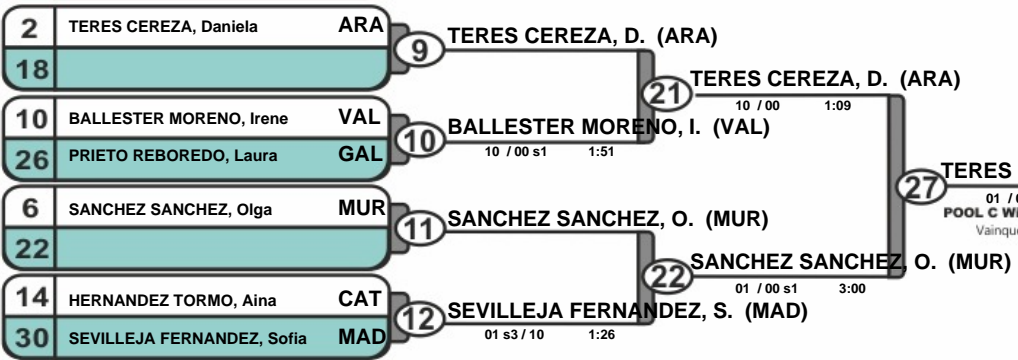 2 TERES CEREZA, Daniela ARA
18
9
TERES CEREZA, D. (ARA)
10 BALLESTER MORENO, Irene VAL
26 PRIETO REBOREDO, Laura GAL
10
BALLESTER MORENO, I. (VAL)
10 / 00 s1 1:51
21
TERES CEREZA, D. (ARA)
10 / 00 1:09
6 SANCHEZ SANCHEZ, Olga MUR
22
11
SANCHEZ SANCHEZ, O. (MUR)
14 HERNANDEZ TORMO, Aina CAT
30 SEVILLEJA FERNANDEZ, Sofia MAD
12
SEVILLEJA FERNANDEZ, S. (MAD)
01 s3 / 10 1:26
22
SANCHEZ SANCHEZ, O. (MUR)
01 / 00 s1 3:00
27
TERES
01 /
POOL C